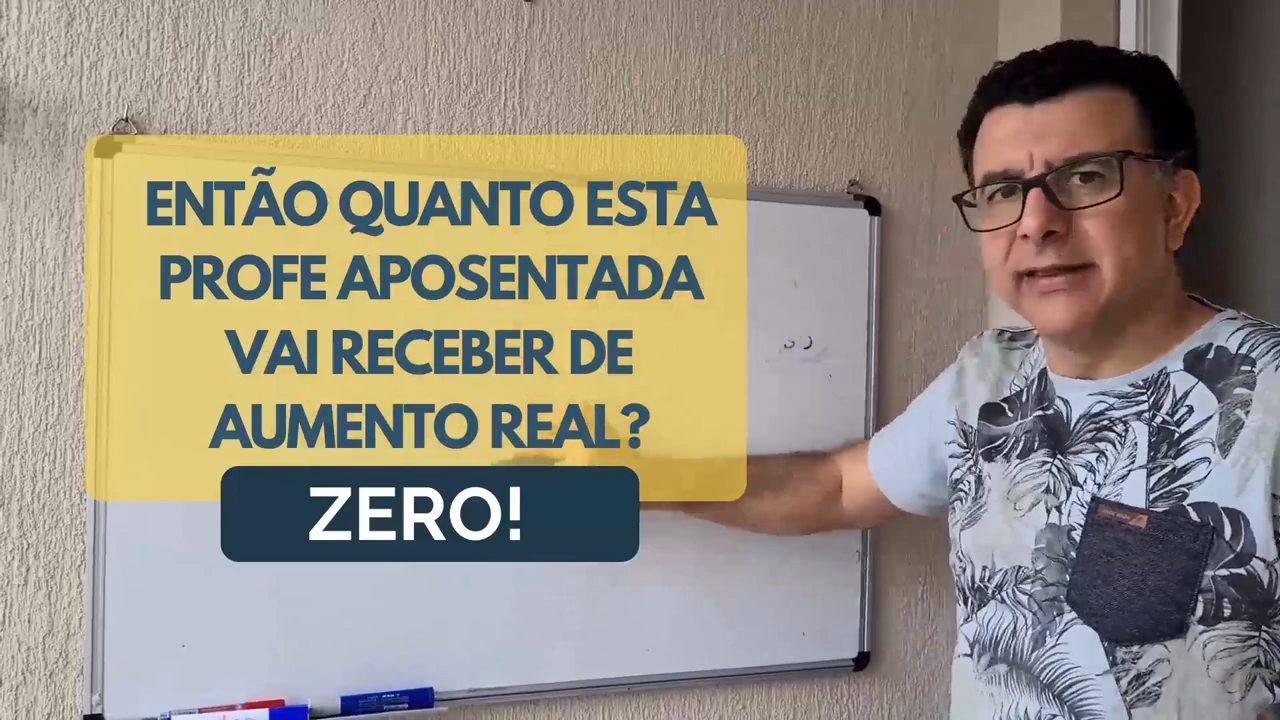 ENTÃO QUANTO ESTA
PROFE APOSENTADA
VAI RECEBER DE
AUMENTO REAL?
ZERO!